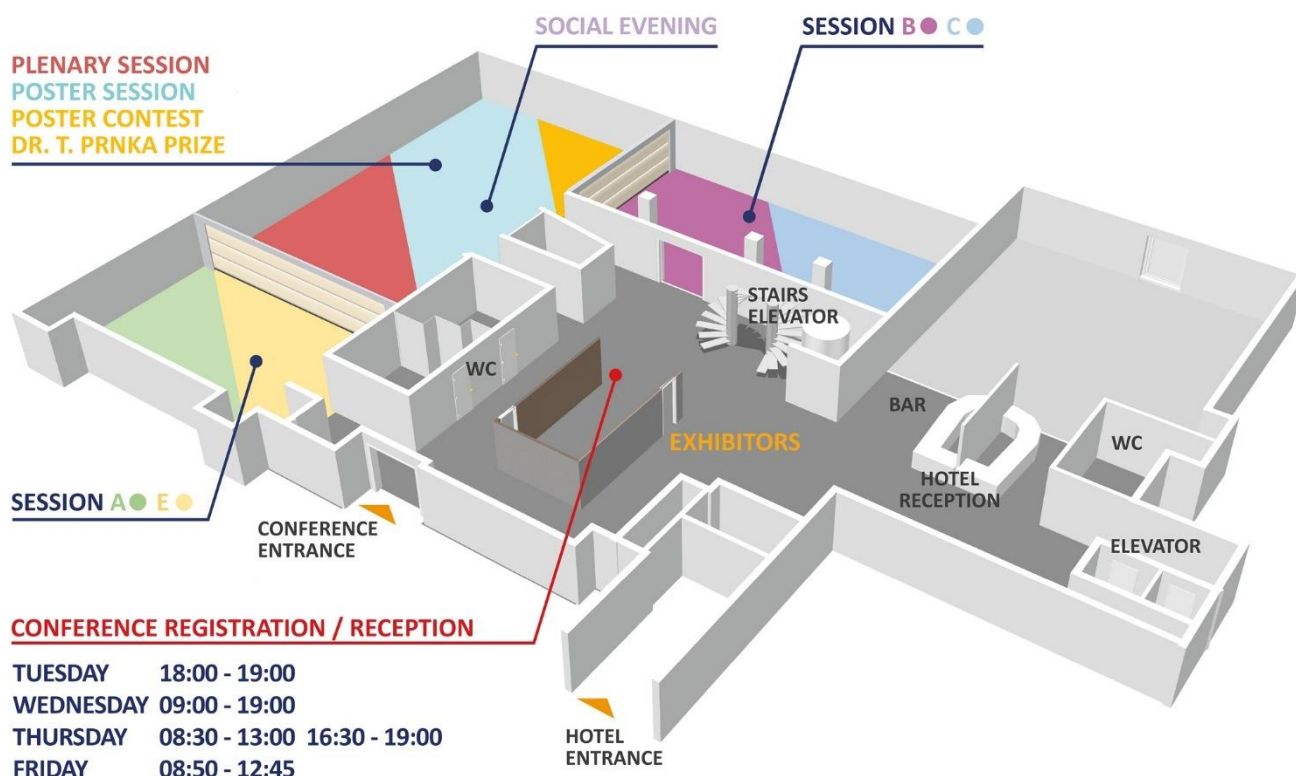 SOCIAL EVENING
SESSION B C
PLENARY SESSION
POSTER SESSION
POSTER CONTEST
DR. T. PRNKA PRIZE
STAIRS
ELEVATOR
WC
BAR
EXHIBITORS
WC
HOTEL
RECEPTION
SESSION A E
CONFERENCE
ENTRANCE
ELEVATOR
CONFERENCE REGISTRATION / RECEPTION
TUESDAY 18:00 - 19:00
WEDNESDAY 09:00 - 19:00
THURSDAY 08:30 - 13:00 16:30 - 19:00
FRIDAY 08:50 - 12:45
HOTEL
ENTRANCE